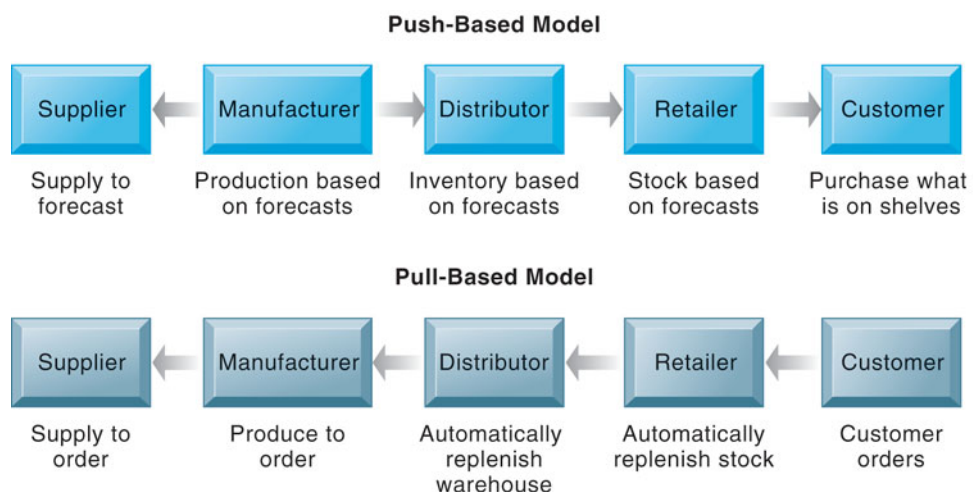 Push-Based Model
Supplier
Manufacturer
Distributor
Retailer
Customer
Supply to
forecast
Production based
on forecasts
Inventory based
on forecasts
Stock based
on forecasts
Purchase what
is on shelves
Pull-Based Model
Supplier
Manufacturer
Distributor
Retailer
Customer
Supply to
order
Produce to
order
Automatically
replenish
warehouse
Automatically
replenish stock
Customer
orders